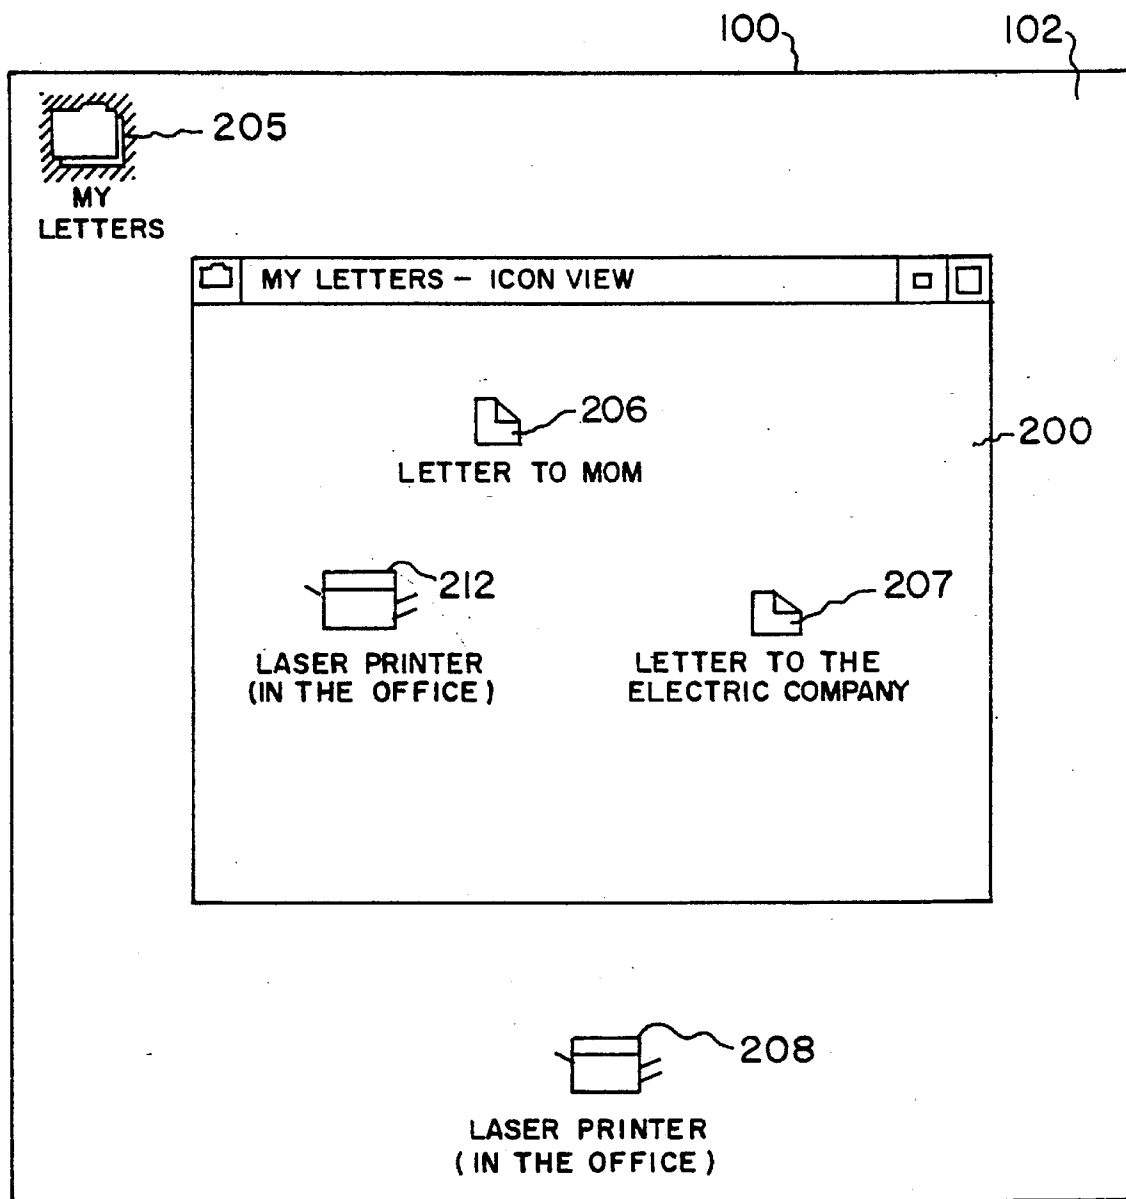 100
102
205
MY
LETTERS
MY LETTERS - ICON VIEW
206
LETTER TO MOM
200
212
207
LASER PRINTER
(IN THE OFFICE)
LETTER TO THE
ELECTRIC COMPANY
208
LASER PRINTER
(IN THE OFFICE)